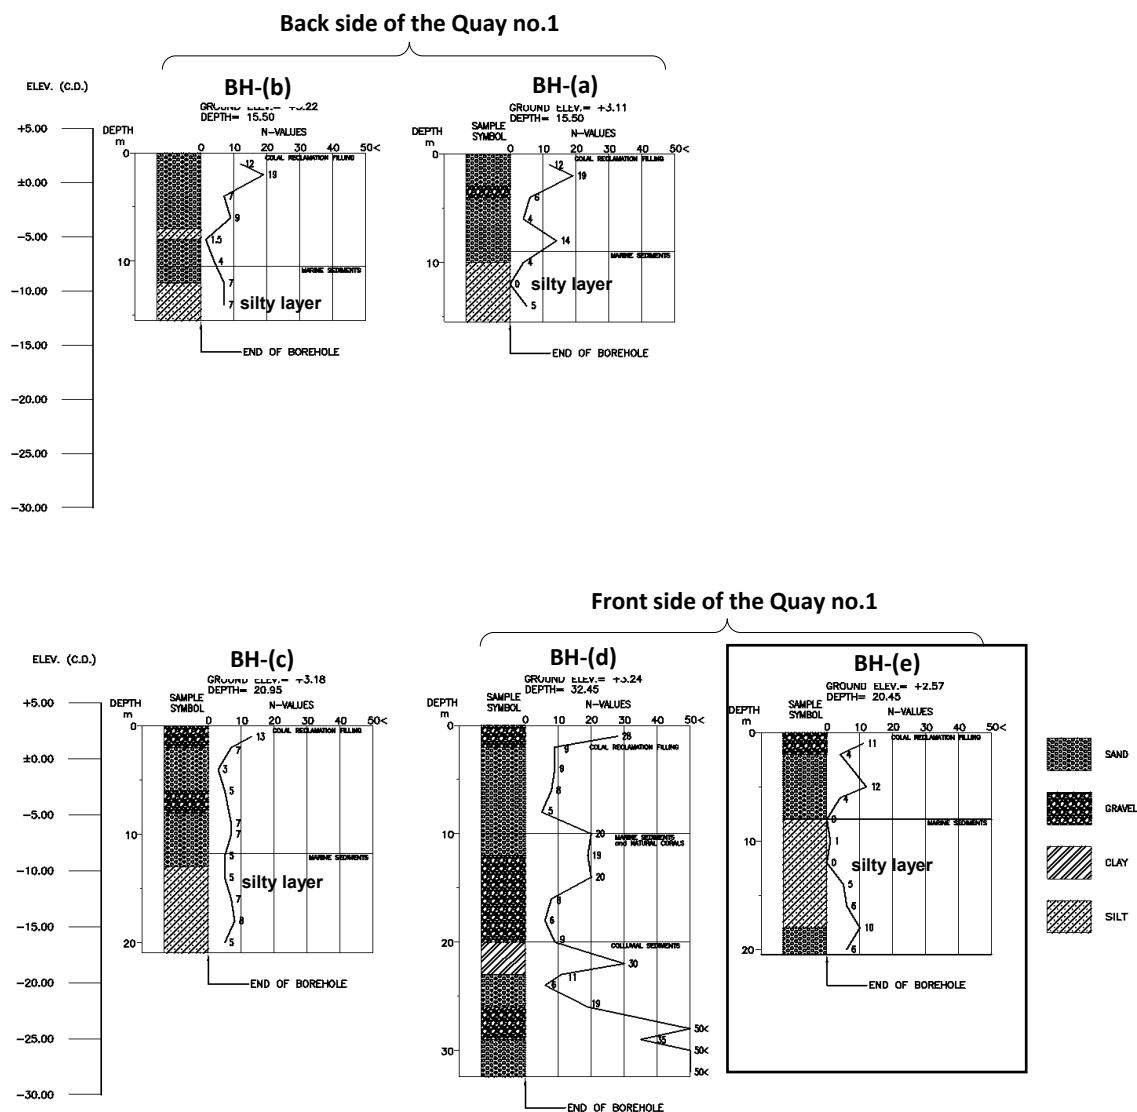 Back side of the Quay no.1
ELEV. (C.D.)
BH-(b)
GROUND ELEV.= +3.22
DEPTH= 15.50
DEPTH
m
N-VALUES
0 10 20 30 40 50<
COLAL RECLAMATION FILLING
12
19
7
9
1.5
4
MARINE SEDIMENTS
7
7
silty layer
0
10
END OF BOREHOLE
BH-(a)
GROUND ELEV.= +3.11
DEPTH= 15.50
DEPTH
m
SAMPLE
SYMBOL
N-VALUES
0 10 20 30 40 50<
COLAL RECLAMATION FILLING
12
19
6
4
14
MARINE SEDIMENTS
4
0
5
silty layer
0
10
END OF BOREHOLE
+5.00
±0.00
-5.00
-10.00
-15.00
-20.00
-25.00
-30.00
Front side of the Quay no.1
ELEV. (C.D.)
+5.00
±0.00
-5.00
-10.00
-15.00
-20.00
-25.00
-30.00
BH-(c)
GROUND ELEV.= +3.18
DEPTH= 20.95
DEPTH
m
SAMPLE
SYMBOL
N-VALUES
0 10 20 30 40 50<
13
COLAL RECLAMATION FILLING
7
3
5
7
7
5
MARINE SEDIMENTS
5
7
8
5
silty layer
0
10
20
END OF BOREHOLE
BH-(d)
GROUND ELEV.= +3.24
DEPTH= 32.45
DEPTH
m
SAMPLE
SYMBOL
N-VALUES
0 10 20 30 40 50<
28
9
COLAL RECLAMATION FILLING
9
8
5
20
MARINE SEDIMENTS
and NATURAL CORALS
19
20
8
6
9
COLLUVIAL SEDIMENTS
30
11
6
19
50<
35
50<
50<
0
10
20
30
END OF BOREHOLE
BH-(e)
GROUND ELEV.= +2.57
DEPTH= 20.45
DEPTH
m
SAMPLE
SYMBOL
N-VALUES
0 10 20 30 40 50<
COLAL RECLAMATION FILLING
11
4
12
4
0
MARINE SEDIMENTS
1
0
5
6
10
6
silty layer
0
10
20
END OF BOREHOLE
SAND
GRAVEL
CLAY
SILT